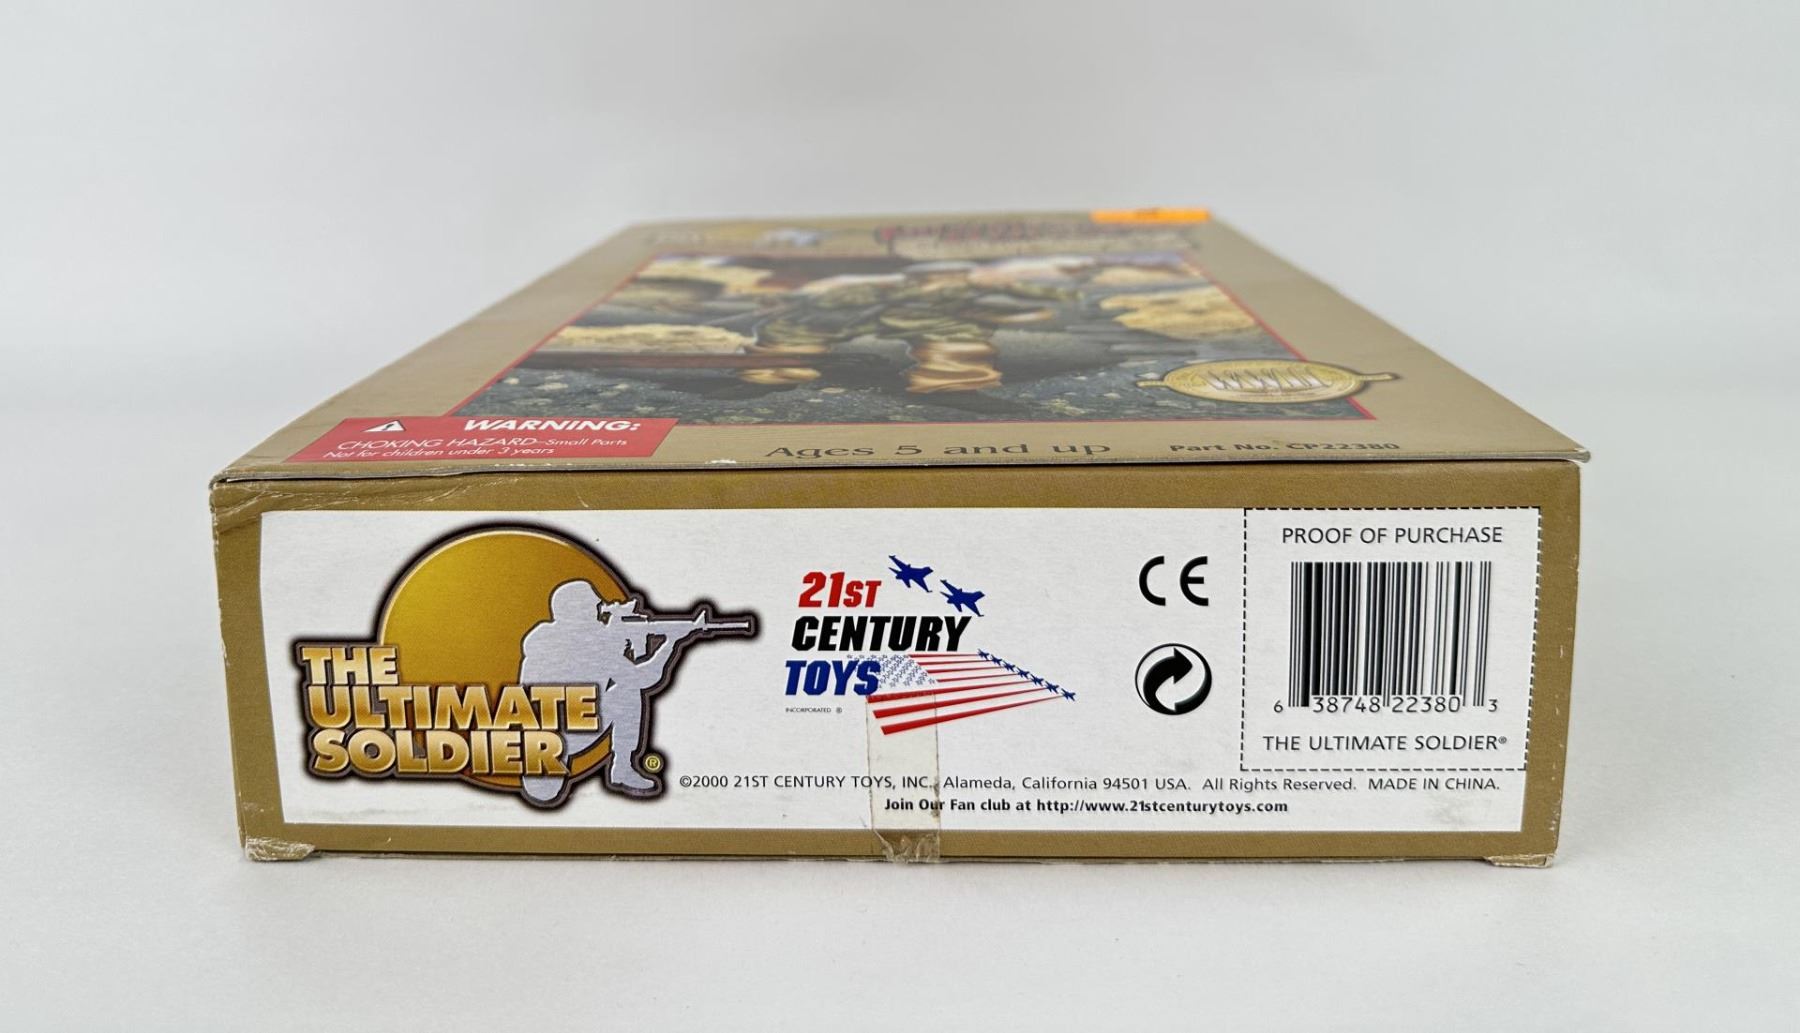 WARNING:
CHOKING HAZARD–Small Parts
Not for children under 3 years
Ages 5 and up
Part No. CP22380
THE
ULTIMATE
SOLDIER
®
21ST
CENTURY
TOYS
INCORPORATED ®
CE
PROOF OF PURCHASE
6 38748 22380 3
THE ULTIMATE SOLDIER®
©2000 21ST CENTURY TOYS, INC., Alameda, California 94501 USA. All Rights Reserved. MADE IN CHINA.
Join Our Fan club at http://www.21stcenturytoys.com